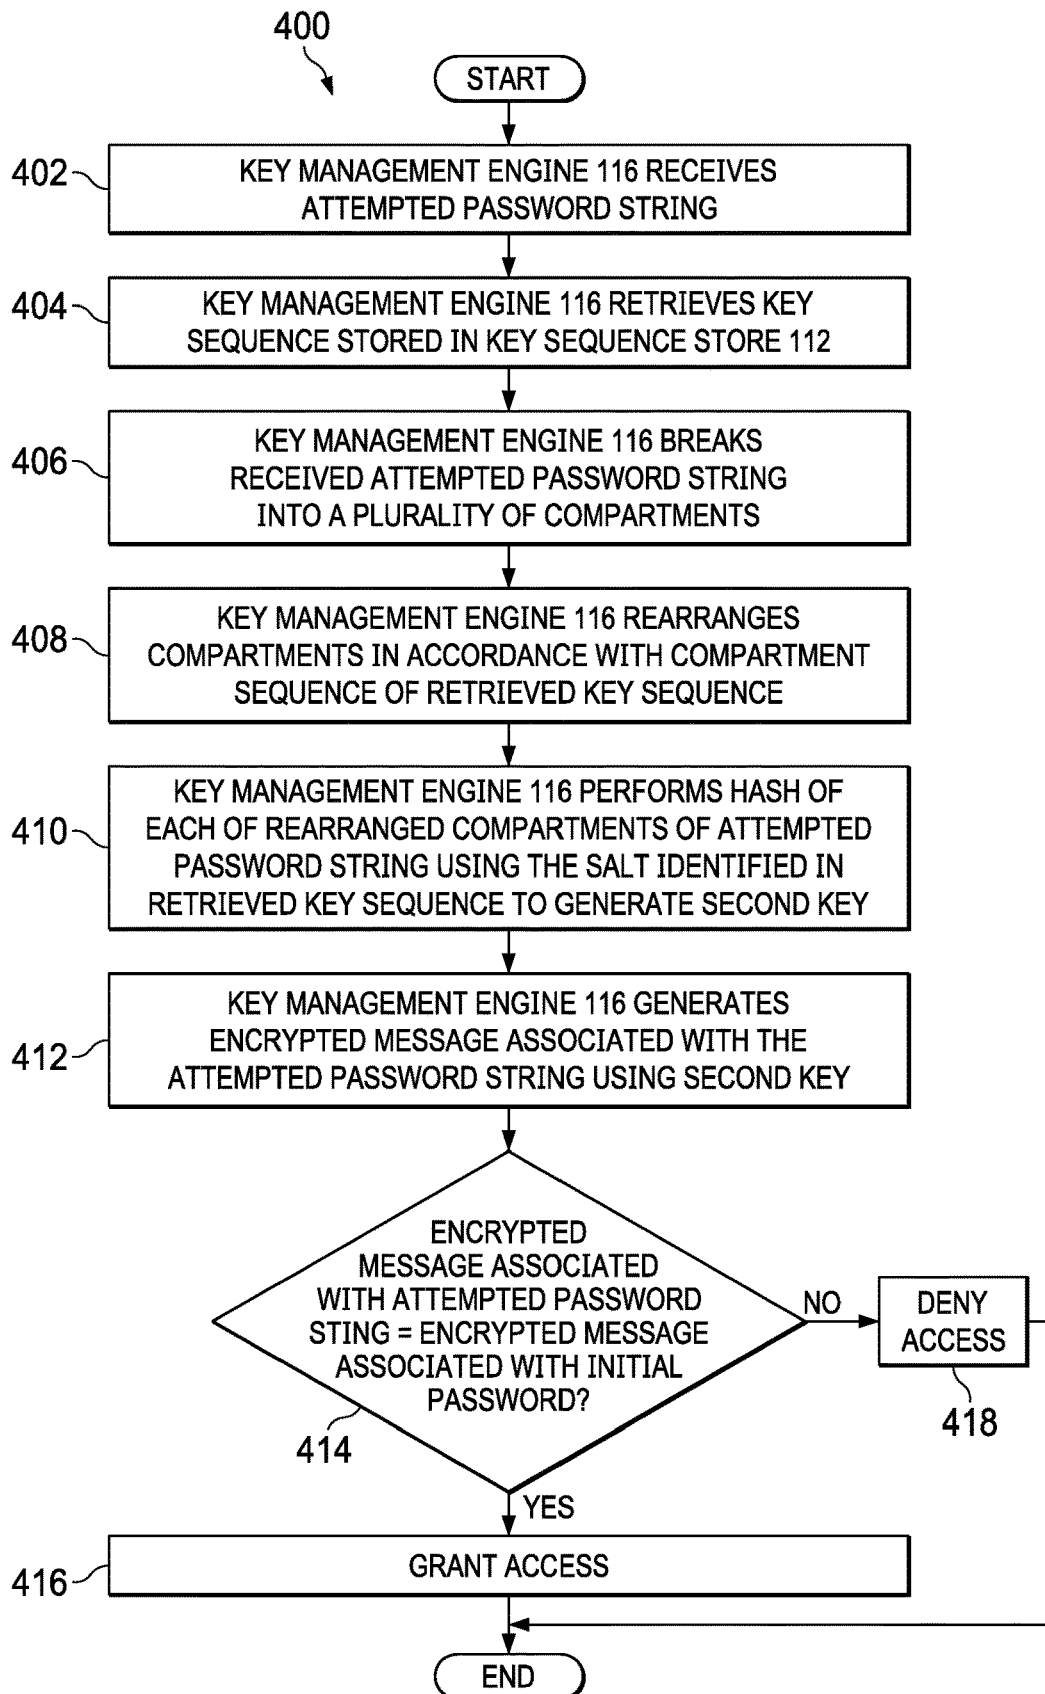 400
START
402
KEY MANAGEMENT ENGINE 116 RECEIVES
ATTEMPTED PASSWORD STRING
404
KEY MANAGEMENT ENGINE 116 RETRIEVES KEY
SEQUENCE STORED IN KEY SEQUENCE STORE 112
406
KEY MANAGEMENT ENGINE 116 BREAKS
RECEIVED ATTEMPTED PASSWORD STRING
INTO A PLURALITY OF COMPARTMENTS
408
KEY MANAGEMENT ENGINE 116 REARRANGES
COMPARTMENTS IN ACCORDANCE WITH COMPARTMENT
SEQUENCE OF RETRIEVED KEY SEQUENCE
410
KEY MANAGEMENT ENGINE 116 PERFORMS HASH OF
EACH OF REARRANGED COMPARTMENTS OF ATTEMPTED
PASSWORD STRING USING THE SALT IDENTIFIED IN
RETRIEVED KEY SEQUENCE TO GENERATE SECOND KEY
412
KEY MANAGEMENT ENGINE 116 GENERATES
ENCRYPTED MESSAGE ASSOCIATED WITH THE
ATTEMPTED PASSWORD STRING USING SECOND KEY
ENCRYPTED
MESSAGE ASSOCIATED
WITH ATTEMPTED PASSWORD
STING = ENCRYPTED MESSAGE
ASSOCIATED WITH INITIAL
PASSWORD?
414
NO
DENY
ACCESS
418
YES
416
GRANT ACCESS
END